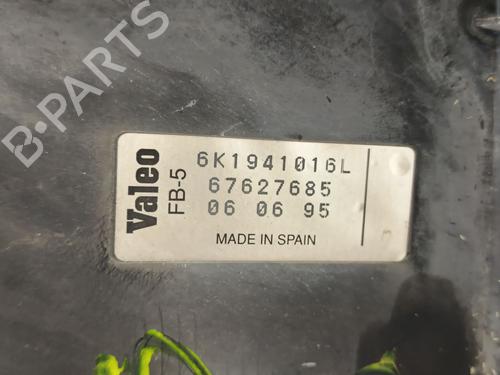 B-PARTS
Valeo
FB-5
6K1941016L
67627685
06 06 95
MADE IN SPAIN